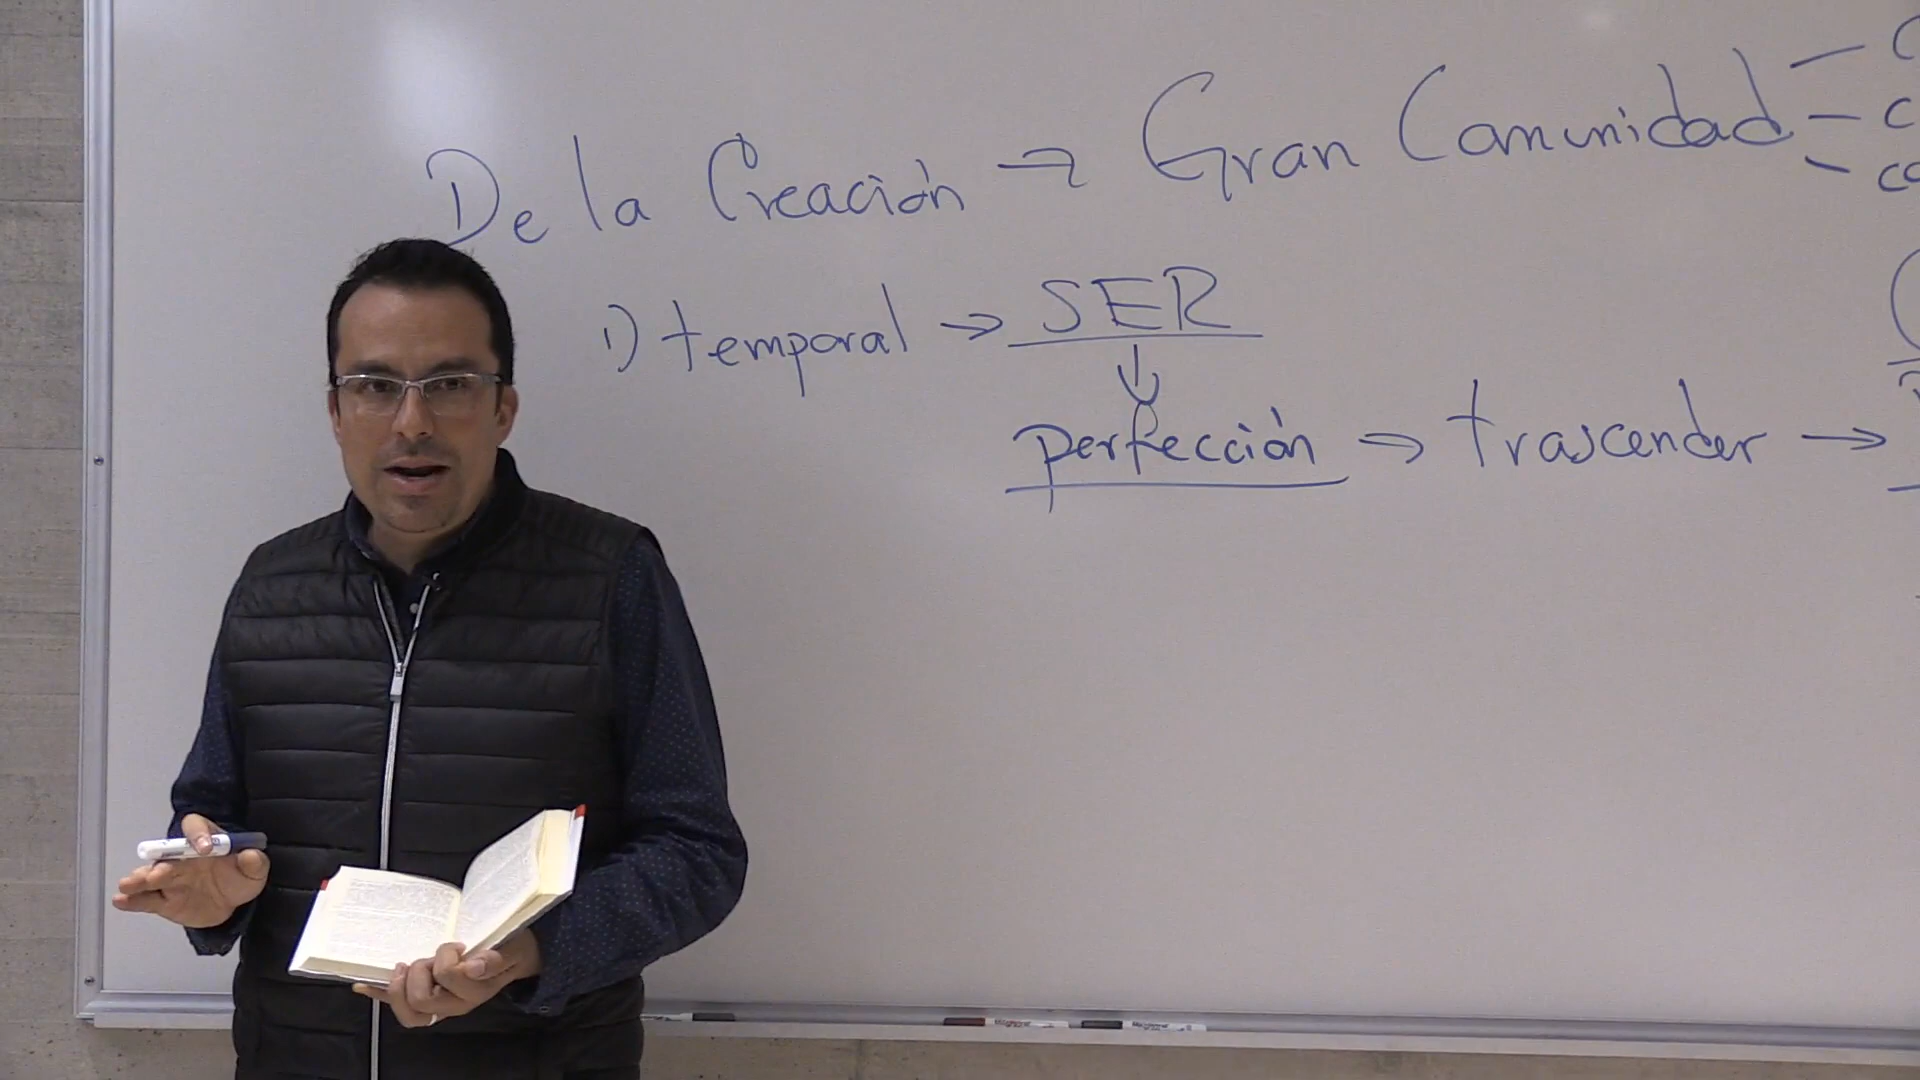 De la Creación → Gran Comunidad
1) temporal → SER
↓
perfección → trascender →